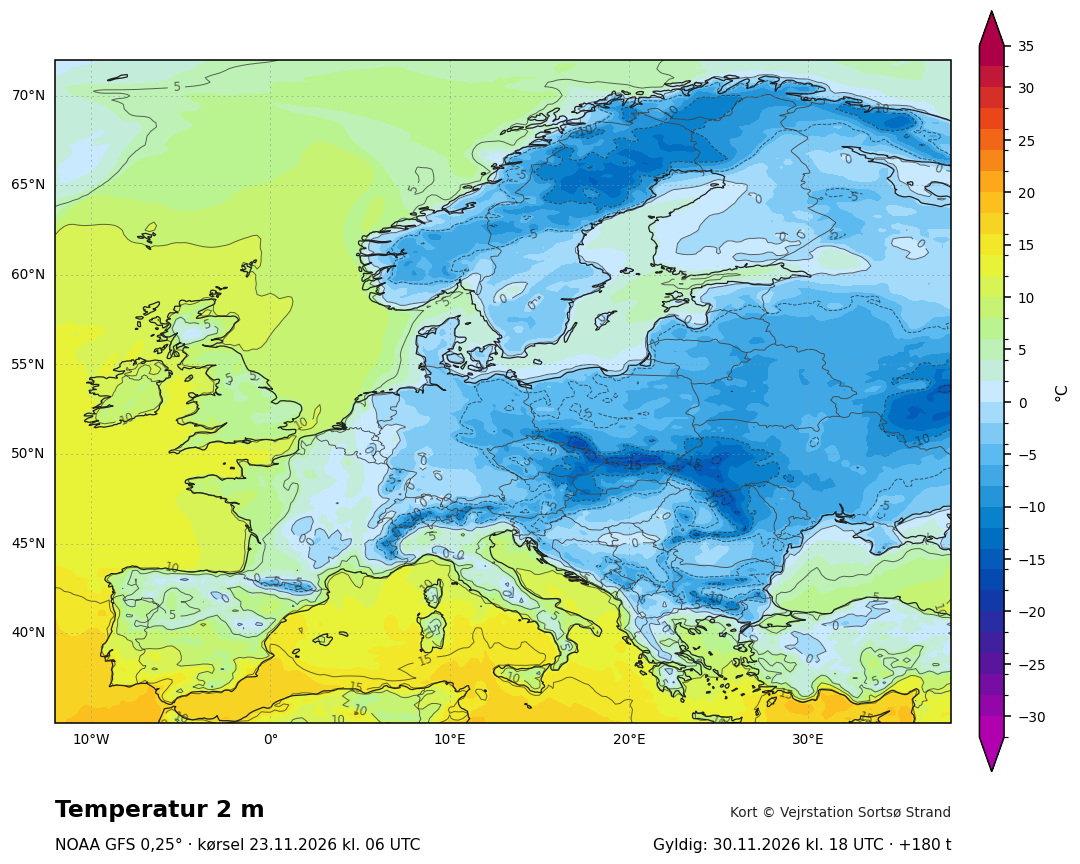 70°N
65°N
60°N
55°N
50°N
45°N
40°N
10°W
0°
10°E
20°E
30°E
35
30
25
20
15
10
5
0
−5
−10
−15
−20
−25
−30
°C
Temperatur 2 m
Kort © Vejrstation Sortsø Strand
NOAA GFS 0,25° · kørsel 23.11.2026 kl. 06 UTC
Gyldig: 30.11.2026 kl. 18 UTC · +180 t